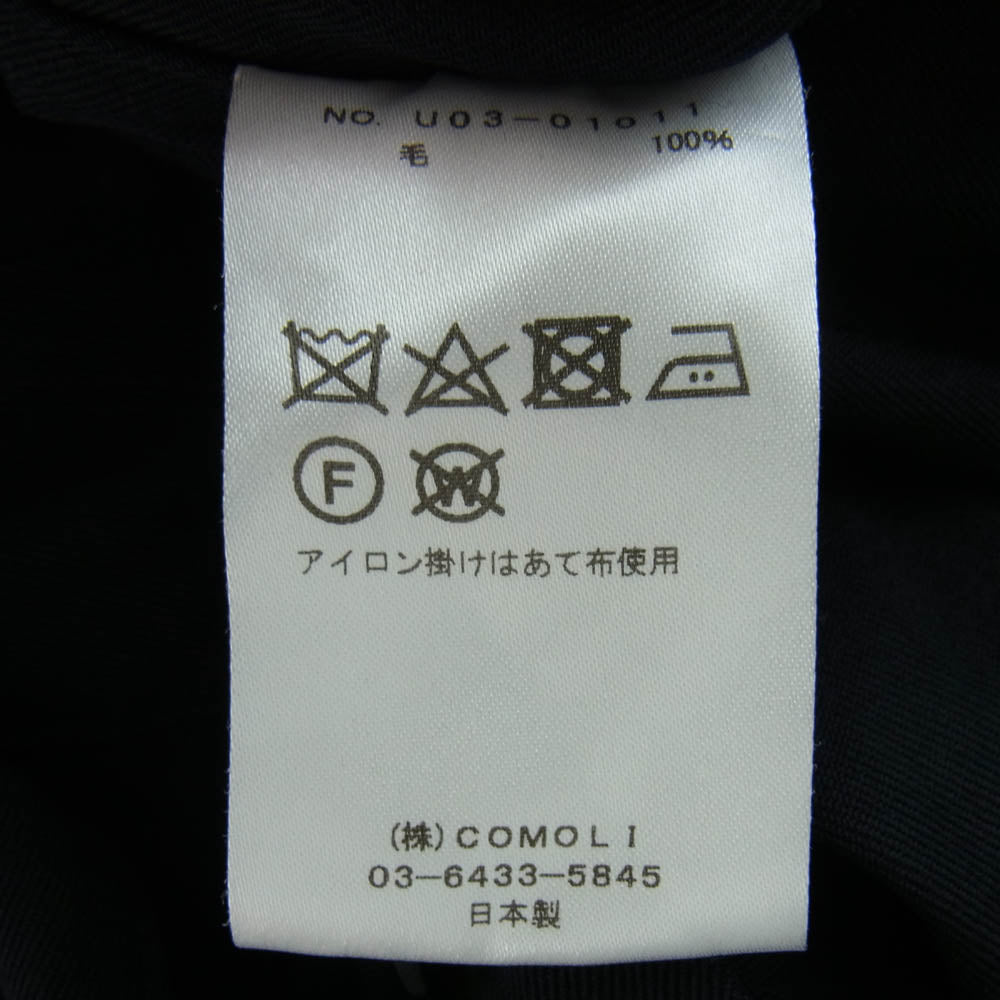 NO. U03-01011
毛 100%
F W
アイロン掛けはあて布使用
(株)COMOLI
03-6433-5845
日本製